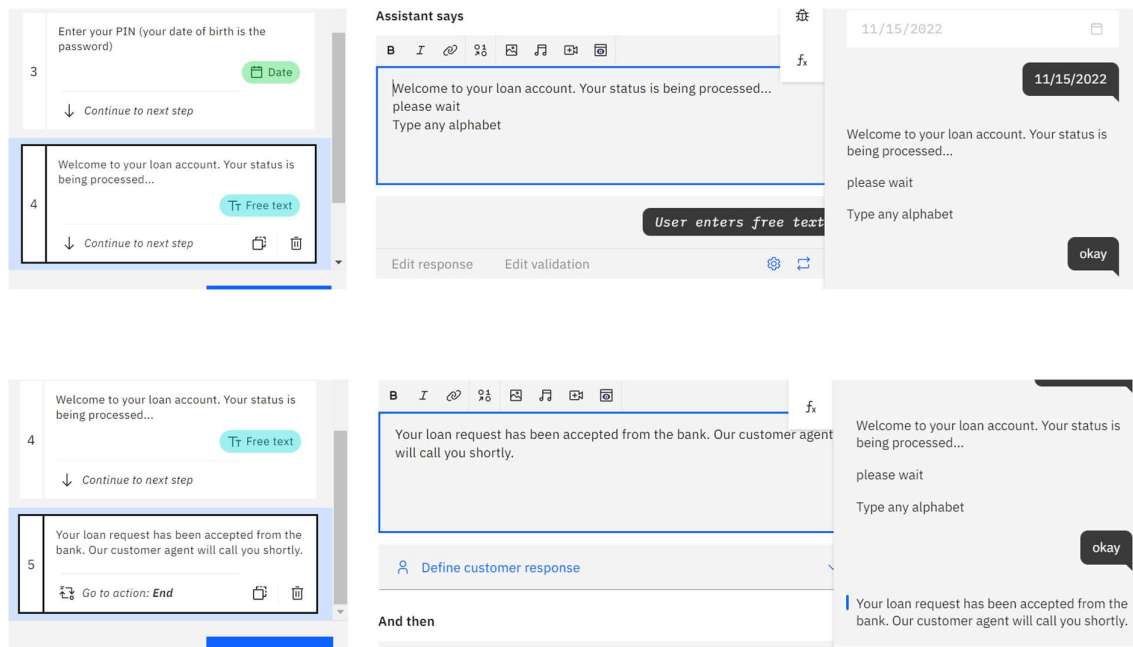 Enter your PIN (your date of birth is the
password)
3
Date
Continue to next step
Welcome to your loan account. Your status is
being processed...
4
Tт Free text
Continue to next step
Assistant says
B I
fx
Welcome to your loan account. Your status is being processed...
please wait
Type any alphabet
User enters free text
Edit response Edit validation
11/15/2022
11/15/2022
Welcome to your loan account. Your status is
being processed...
please wait
Type any alphabet
okay
Welcome to your loan account. Your status is
being processed...
4
Tт Free text
Continue to next step
Your loan request has been accepted from the
bank. Our customer agent will call you shortly.
5
Go to action: End
B I
fx
Your loan request has been accepted from the bank. Our customer agent
will call you shortly.
Define customer response
And then
Welcome to your loan account. Your status is
being processed...
please wait
Type any alphabet
okay
Your loan request has been accepted from the
bank. Our customer agent will call you shortly.